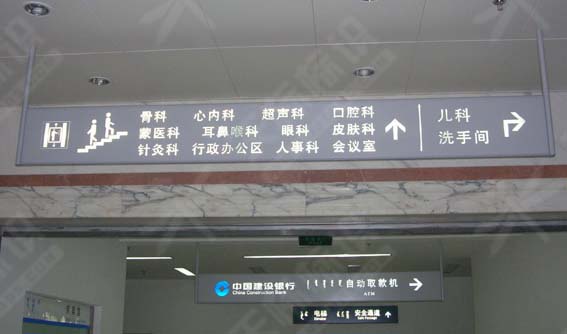 骨科 心内科 超声科 口腔科
蒙医科 耳鼻喉科 眼科 皮肤科
针灸科 行政办公区 人事科 会议室
儿科
洗手间
中国建设银行
China Construction Bank
自动取款机
ATM
电梯 安全通道